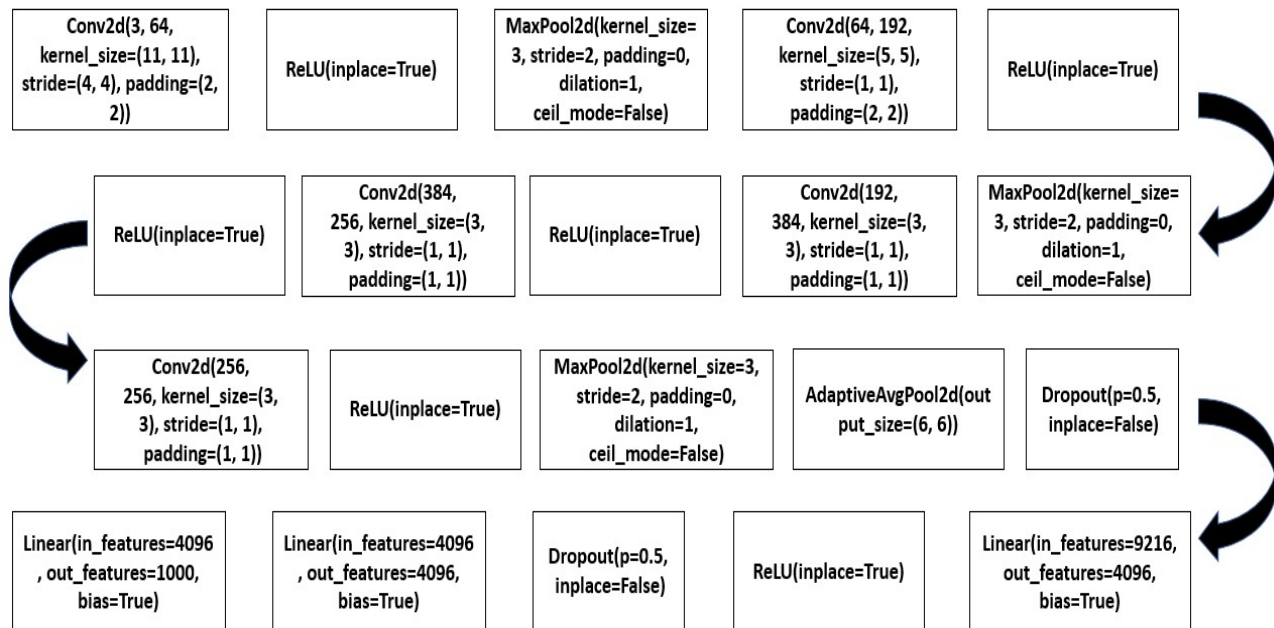 Conv2d(3, 64,
kernel_size=(11, 11),
stride=(4, 4), padding=(2,
2))
ReLU(inplace=True)
MaxPool2d(kernel_size=
3, stride=2, padding=0,
dilation=1,
ceil_mode=False)
Conv2d(64, 192,
kernel_size=(5, 5),
stride=(1, 1),
padding=(2, 2))
ReLU(inplace=True)
ReLU(inplace=True)
Conv2d(384,
256, kernel_size=(3,
3), stride=(1, 1),
padding=(1, 1))
ReLU(inplace=True)
Conv2d(192,
384, kernel_size=(3,
3), stride=(1, 1),
padding=(1, 1))
MaxPool2d(kernel_size=
3, stride=2, padding=0,
dilation=1,
ceil_mode=False)
Conv2d(256,
256, kernel_size=(3,
3), stride=(1, 1),
padding=(1, 1))
ReLU(inplace=True)
MaxPool2d(kernel_size=3,
stride=2, padding=0,
dilation=1,
ceil_mode=False)
AdaptiveAvgPool2d(out
put_size=(6, 6))
Dropout(p=0.5,
inplace=False)
Linear(in_features=4096
, out_features=1000,
bias=True)
Linear(in_features=4096
, out_features=4096,
bias=True)
Dropout(p=0.5,
inplace=False)
ReLU(inplace=True)
Linear(in_features=9216,
out_features=4096,
bias=True)